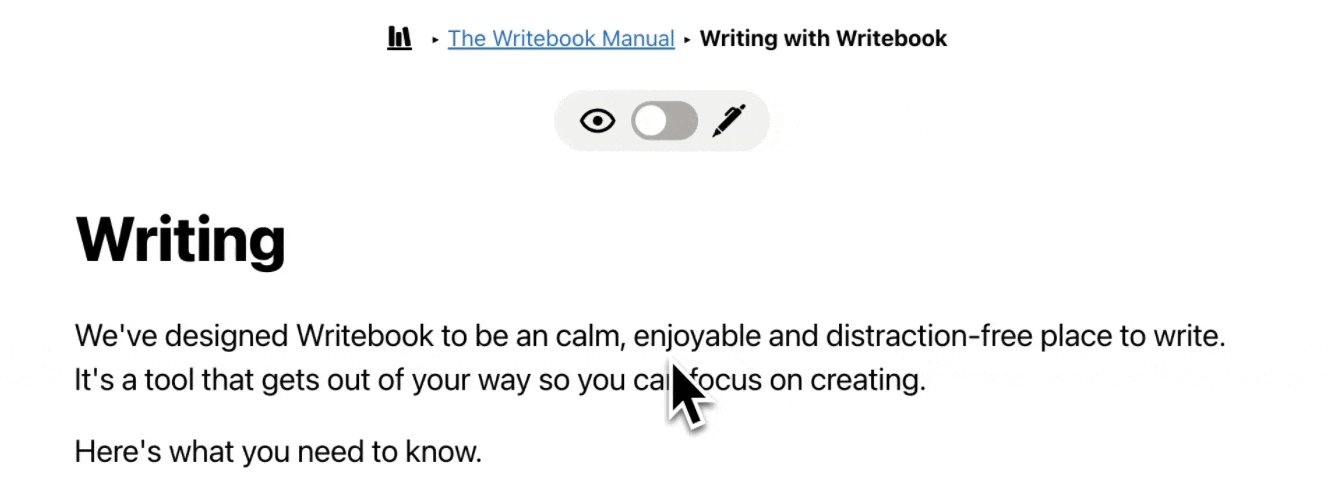 The Writebook Manual ▸ Writing with Writebook
Writing
We've designed Writebook to be an calm, enjoyable and distraction-free place to write.
It's a tool that gets out of your way so you can focus on creating.
Here's what you need to know.